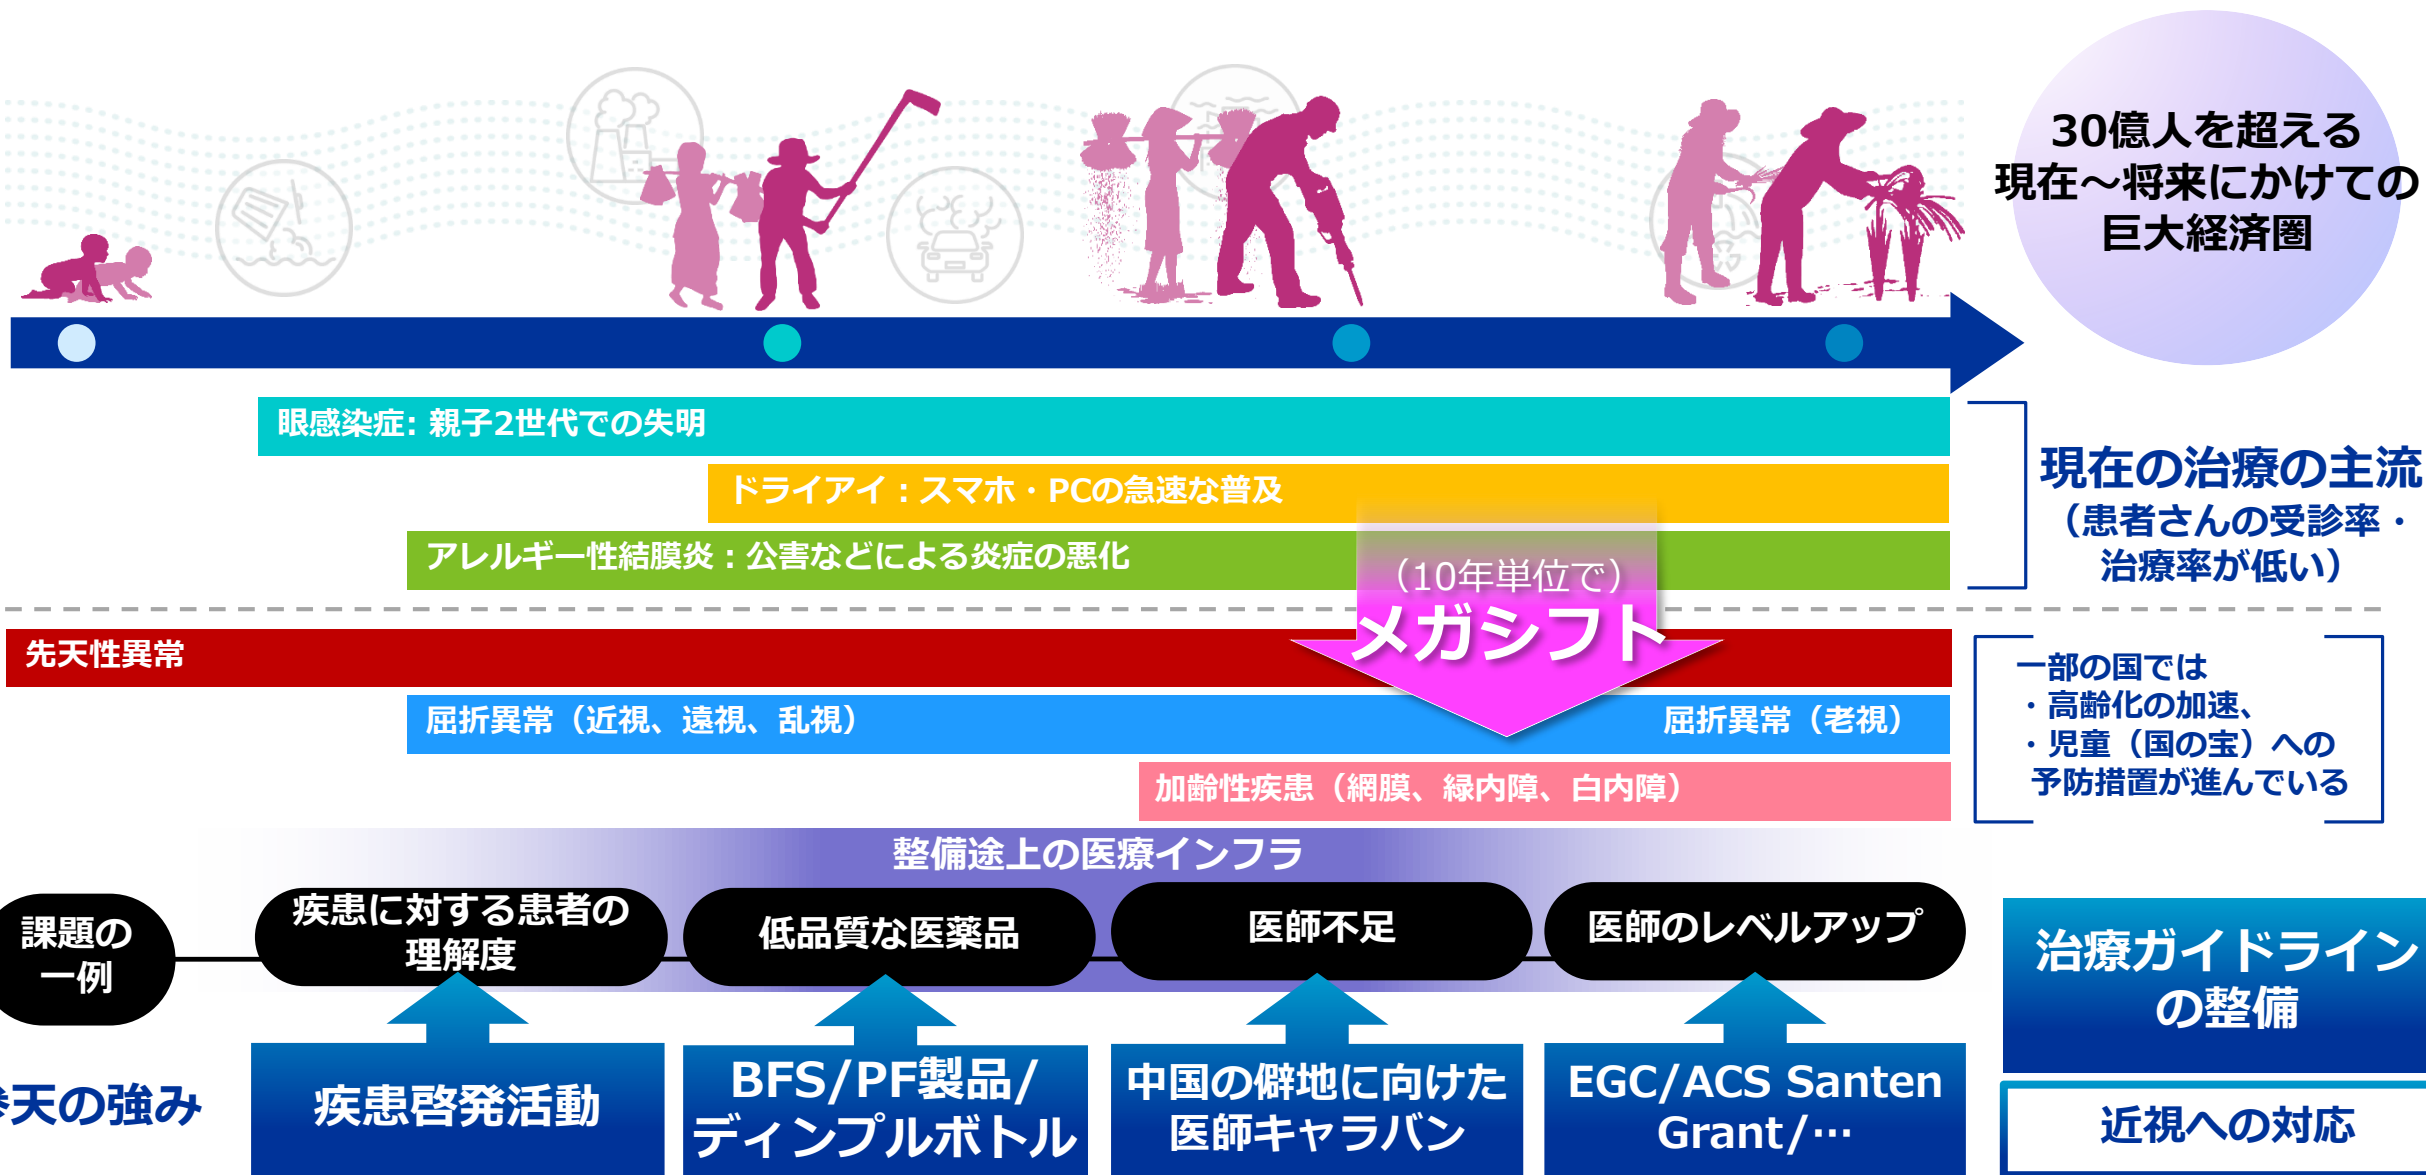 30億人を超える
現在～将来にかけての
巨大経済圏
眼感染症: 親子2世代での失明
ドライアイ：スマホ・PCの急速な普及
アレルギー性結膜炎：公害などによる炎症の悪化
現在の治療の主流
（患者さんの受診率・
治療率が低い）
（10年単位で）
メガシフト
先天性異常
屈折異常（近視、遠視、乱視）
屈折異常（老視）
加齢性疾患（網膜、緑内障、白内障）
一部の国では
・高齢化の加速、
・児童（国の宝）への
予防措置が進んでいる
整備途上の医療インフラ
課題の
一例
疾患に対する患者の
理解度
低品質な医薬品
医師不足
医師のレベルアップ
治療ガイドライン
の整備
参天の強み
疾患啓発活動
BFS/PF製品/
ディンプルボトル
中国の僻地に向けた
医師キャラバン
EGC/ACS Santen
Grant/…
近視への対応